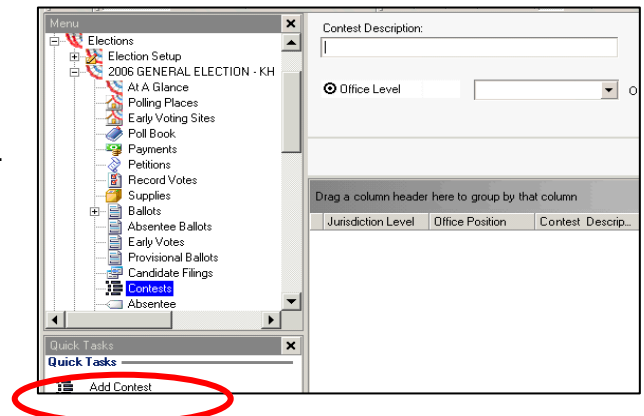 Menu
Elections
Election Setup
2006 GENERAL ELECTION - KH
At A Glance
Polling Places
Early Voting Sites
Poll Book
Payments
Petitions
Record Votes
Supplies
Ballots
Absentee Ballots
Early Votes
Provisional Ballots
Candidate Filings
Contests
Absentee
Quick Tasks
Quick Tasks
Add Contest
Contest Description:
Office Level
O
Drag a column header here to group by that column
Jurisdiction Level Office Position Contest Descrip...